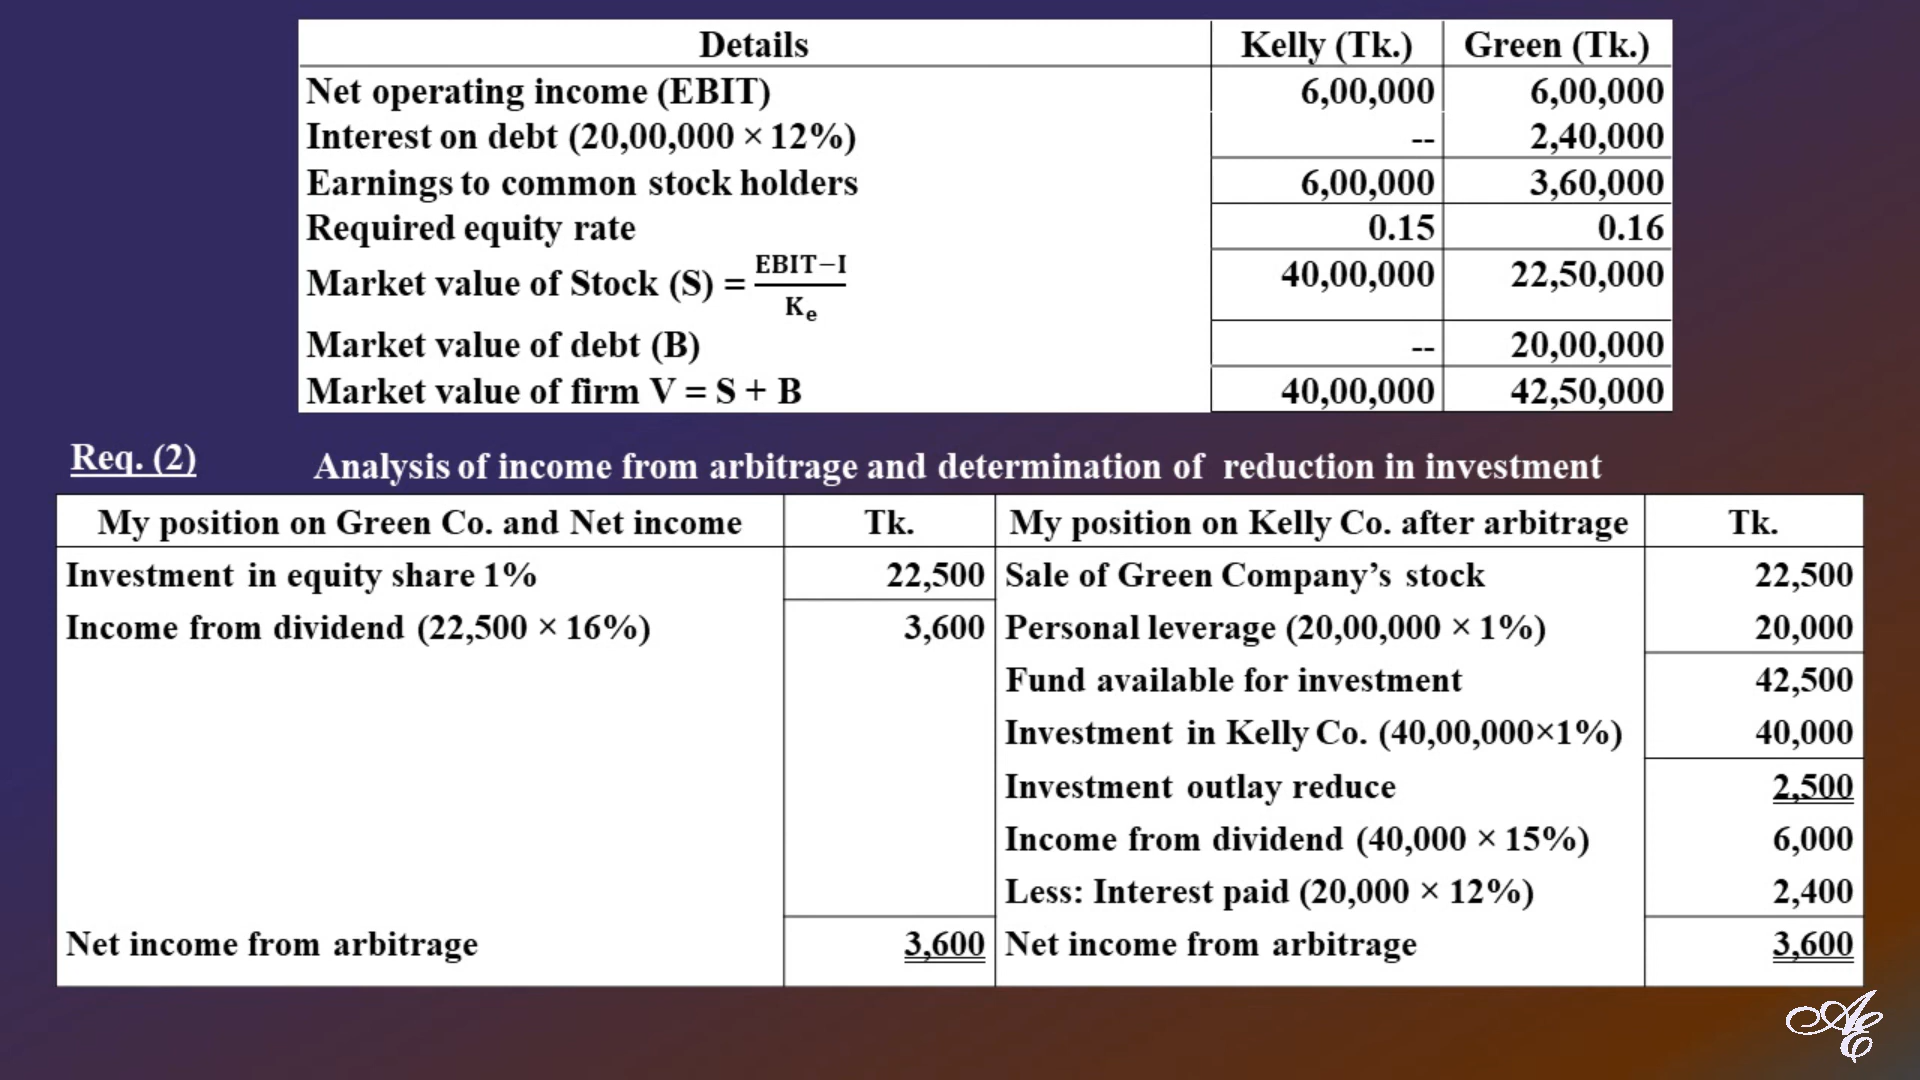 Details Kelly (Tk.) Green (Tk.)
Net operating income (EBIT) 6,00,000 6,00,000
Interest on debt (20,00,000 × 12%) -- 2,40,000
Earnings to common stock holders 6,00,000 3,60,000
Required equity rate 0.15 0.16
Market value of Stock (S) = EBIT−I / Ke 40,00,000 22,50,000
Market value of debt (B) -- 20,00,000
Market value of firm V = S + B 40,00,000 42,50,000
Req. (2) Analysis of income from arbitrage and determination of reduction in investment
My position on Green Co. and Net income Tk. My position on Kelly Co. after arbitrage Tk.
Investment in equity share 1% 22,500 Sale of Green Company’s stock 22,500
Income from dividend (22,500 × 16%) 3,600 Personal leverage (20,00,000 × 1%) 20,000
Fund available for investment 42,500
Investment in Kelly Co. (40,00,000×1%) 40,000
Investment outlay reduce 2,500
Income from dividend (40,000 × 15%) 6,000
Less: Interest paid (20,000 × 12%) 2,400
Net income from arbitrage 3,600 Net income from arbitrage 3,600
AE